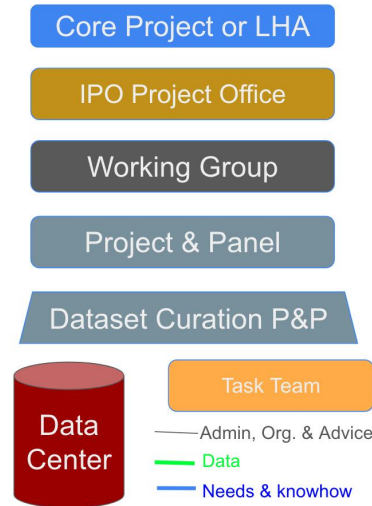 Core Project or LHA
IPO Project Office
Working Group
Project & Panel
Dataset Curation P&P
Data
Center
Task Team
Admin, Org. & Advice
Data
Needs & knowhow